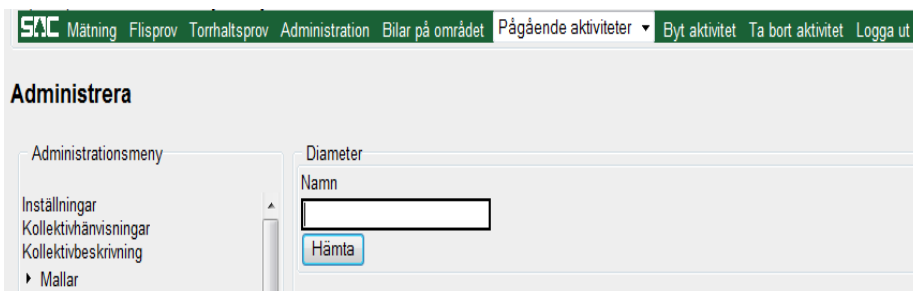 SDC Mätning Flisprov Torrhaltsprov Administration Bilar på området Pågående aktiviteter Byt aktivitet Ta bort aktivitet Logga ut
Administrera
Administrationsmeny
Inställningar
Kollektivhänvisningar
Kollektivbeskrivning
Mallar
Diameter
Namn
Hämta